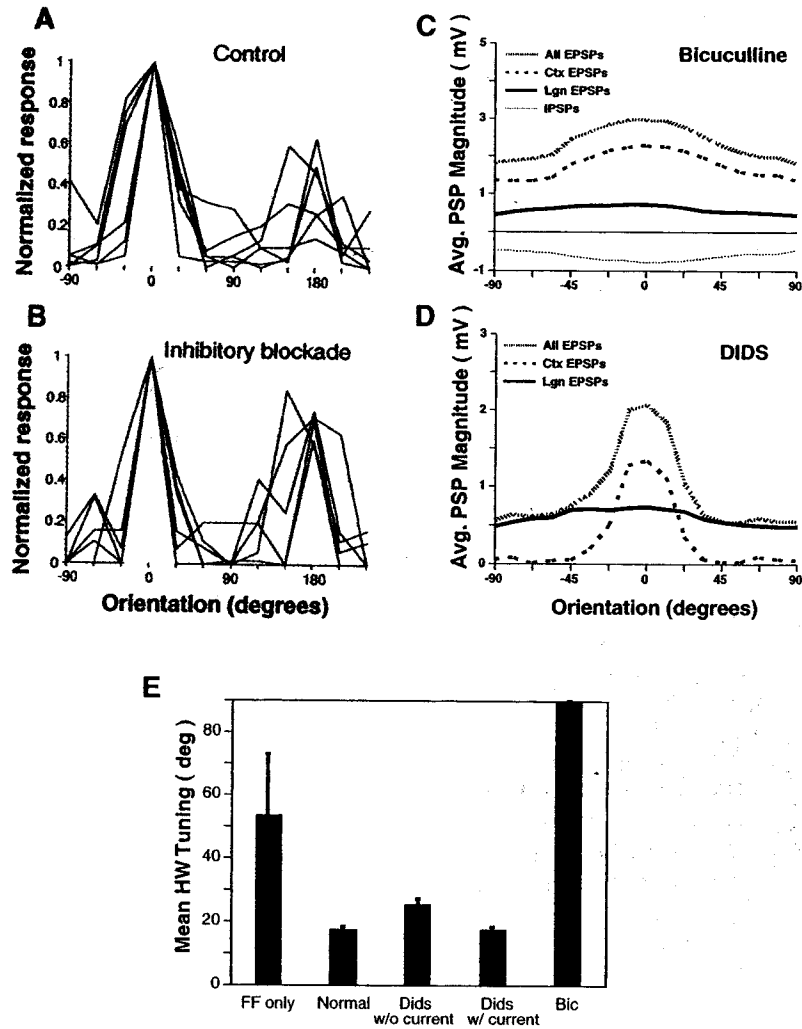 A
Control
Normalized response
1
0.8
0.6
0.4
0.2
0
-90
0
90
180
B
Inhibitory blockade
Normalized response
1
0.8
0.6
0.4
0.2
0
-90
0
90
180
Orientation (degrees)
C
Bicuculline
All EPSPs
Ctx EPSPs
Lgn EPSPs
IPSPs
Avg. PSP Magnitude ( mV )
5
3
1
-1
-90
-45
0
45
90
D
DIDS
All EPSPs
Ctx EPSPs
Lgn EPSPs
Avg. PSP Magnitude ( mV )
3
2
1
0
-90
-45
0
45
90
Orientation (degrees)
E
Mean HW Tuning ( deg )
80
60
40
20
0
FF only
Normal
Dids
w/o current
Dids
w/ current
Bic